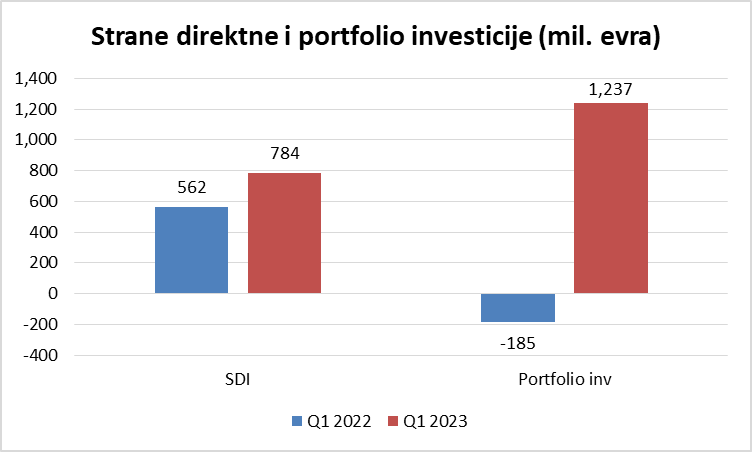 Strane direktne i portfolio investicije (mil. evra)
1,400
1,200
1,000
800
600
400
200
0
-200
-400
562
784
-185
1,237
SDI
Portfolio inv
Q1 2022
Q1 2023